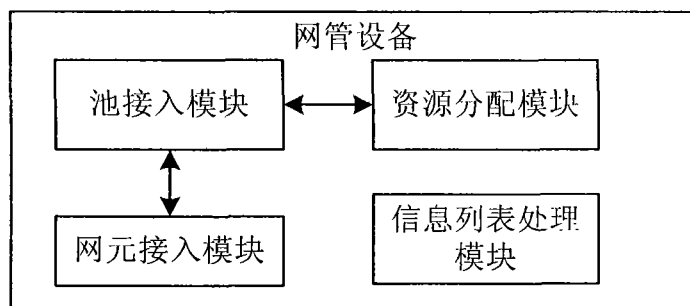 网管设备
池接入模块
资源分配模块
网元接入模块
信息列表处理
模块